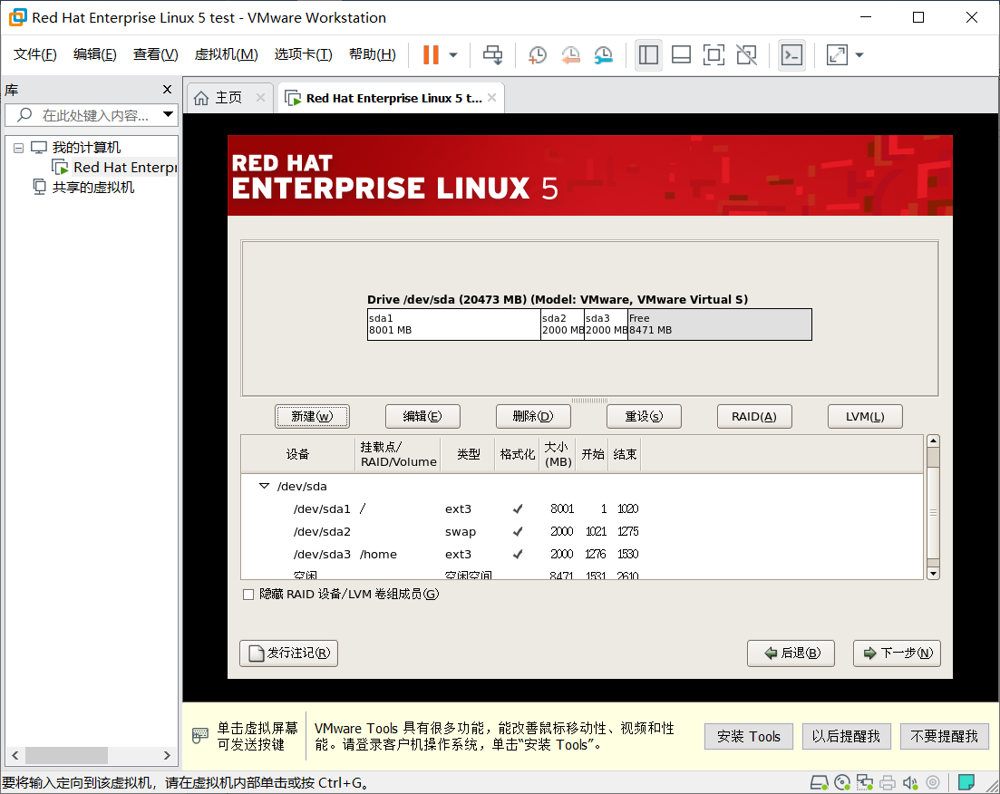 Red Hat Enterprise Linux 5 test - VMware Workstation
文件(F) 编辑(E) 查看(V) 虚拟机(M) 选项卡(T) 帮助(H)
库
在此处键入内容...
我的计算机
Red Hat Enterpr
共享的虚拟机
主页
Red Hat Enterprise Linux 5 t...
RED HAT
ENTERPRISE LINUX 5
Drive /dev/sda (20473 MB) (Model: VMware, VMware Virtual S)
sda1 sda2 sda3 Free
8001 MB 2000 MB 2000 MB 8471 MB
新建(w) 编辑(E) 删除(D) 重设(s) RAID(A) LVM(L)
设备 挂载点/ RAID/Volume 类型 格式化 大小 (MB) 开始 结束
/dev/sda
/dev/sda1 / ext3 ✓ 8001 1 1020
/dev/sda2 swap ✓ 2000 1021 1275
/dev/sda3 /home ext3 ✓ 2000 1276 1530
空闲 空闲空间 8471 1531 2610
隐藏 RAID 设备/LVM 卷组成员(G)
发行注记(R) 后退(B) 下一步(N)
单击虚拟屏幕
可发送按键
VMware Tools 具有很多功能，能改善鼠标移动性、视频和性
能。请登录客户机操作系统，单击“安装 Tools”。
安装 Tools 以后提醒我 不要提醒我
要将输入定向到该虚拟机，请在虚拟机内部单击或按 Ctrl+G。